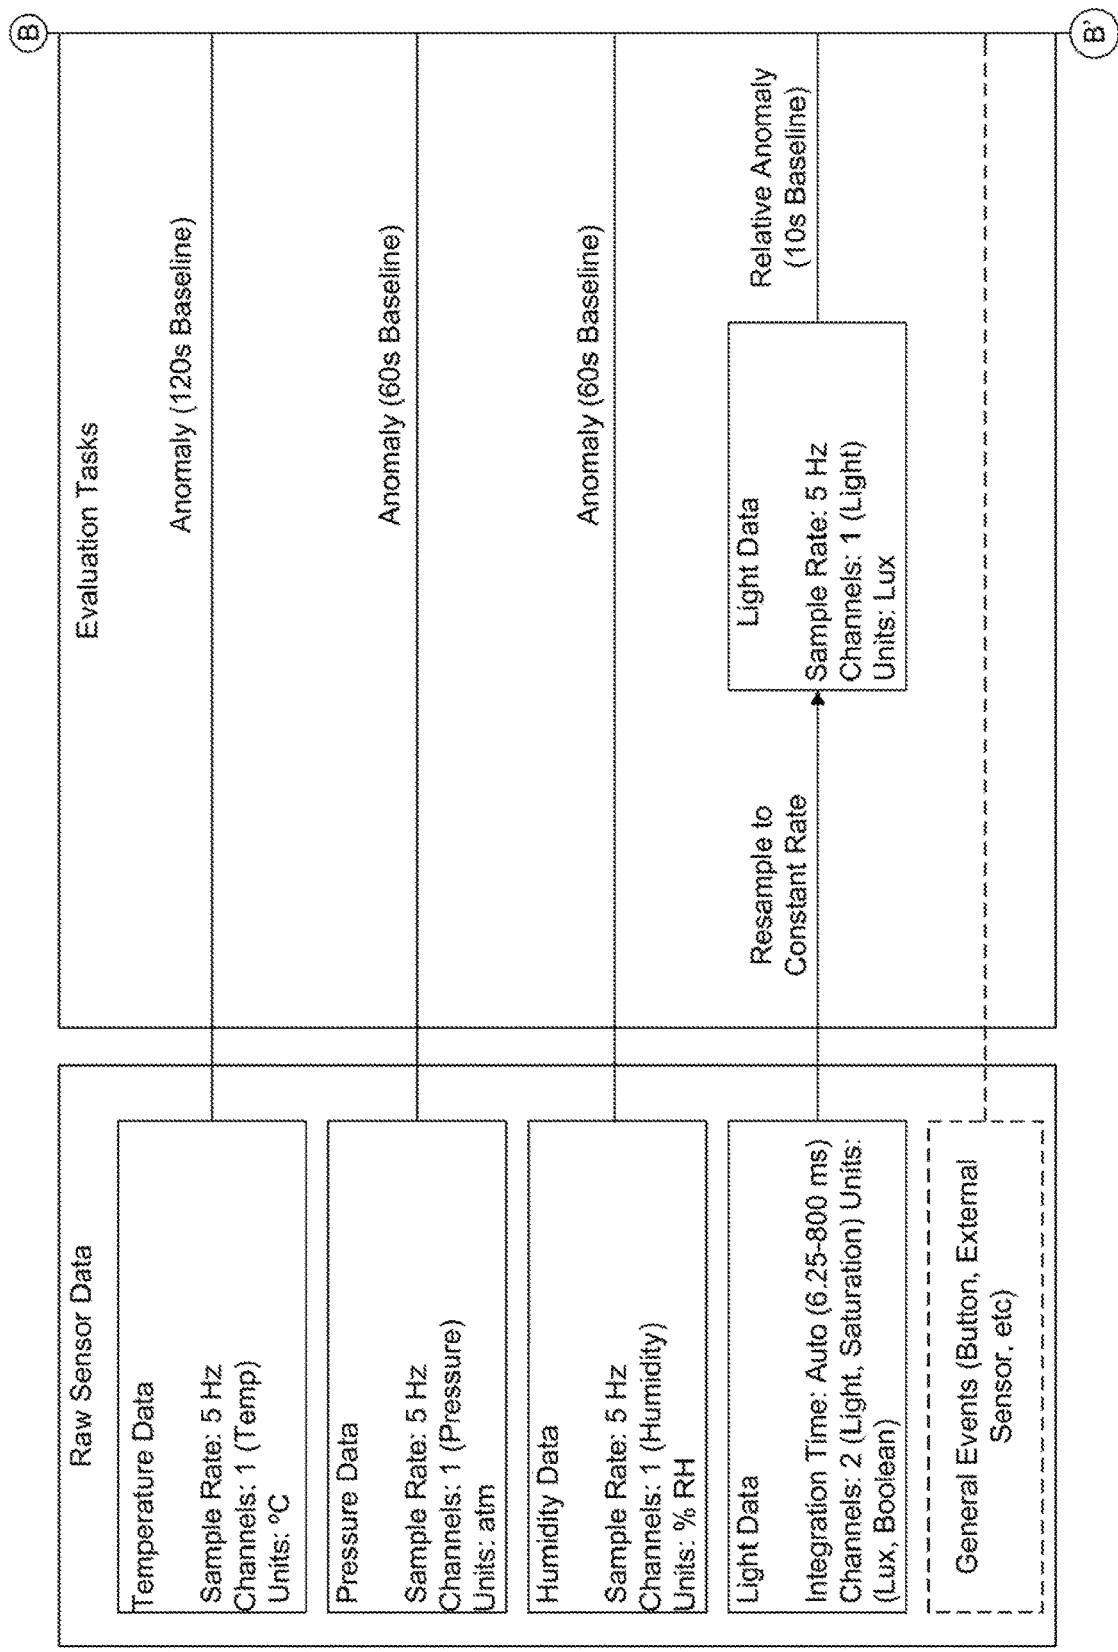 Raw Sensor Data
Temperature Data
Sample Rate: 5 Hz
Channels: 1 (Temp)
Units: ºC
Pressure Data
Sample Rate: 5 Hz
Channels: 1 (Pressure)
Units: atm
Humidity Data
Sample Rate: 5 Hz
Channels: 1 (Humidity)
Units: % RH
Light Data
Integration Time: Auto (6.25-800 ms)
Channels: 2 (Light, Saturation) Units:
(Lux, Boolean)
General Events (Button, External
Sensor, etc)
Evaluation Tasks
Anomaly (120s Baseline)
Anomaly (60s Baseline)
Anomaly (60s Baseline)
Resample to
Constant Rate
Light Data
Sample Rate: 5 Hz
Channels: 1 (Light)
Units: Lux
Relative Anomaly
(10s Baseline)
B
B'